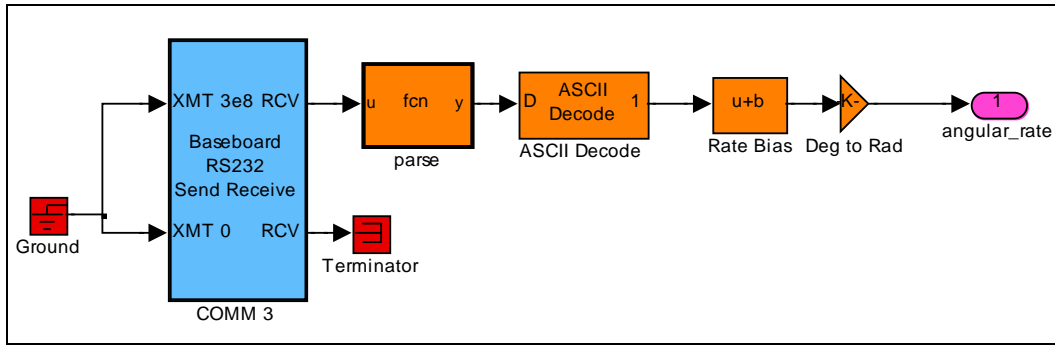 XMT 3e8 RCV
Baseboard
RS232
Send Receive
XMT 0 RCV
COMM 3
Ground
Terminator
u fcn y
parse
D ASCII 1
Decode
ASCII Decode
u+b
Rate Bias
-K-
Deg to Rad
1
angular_rate